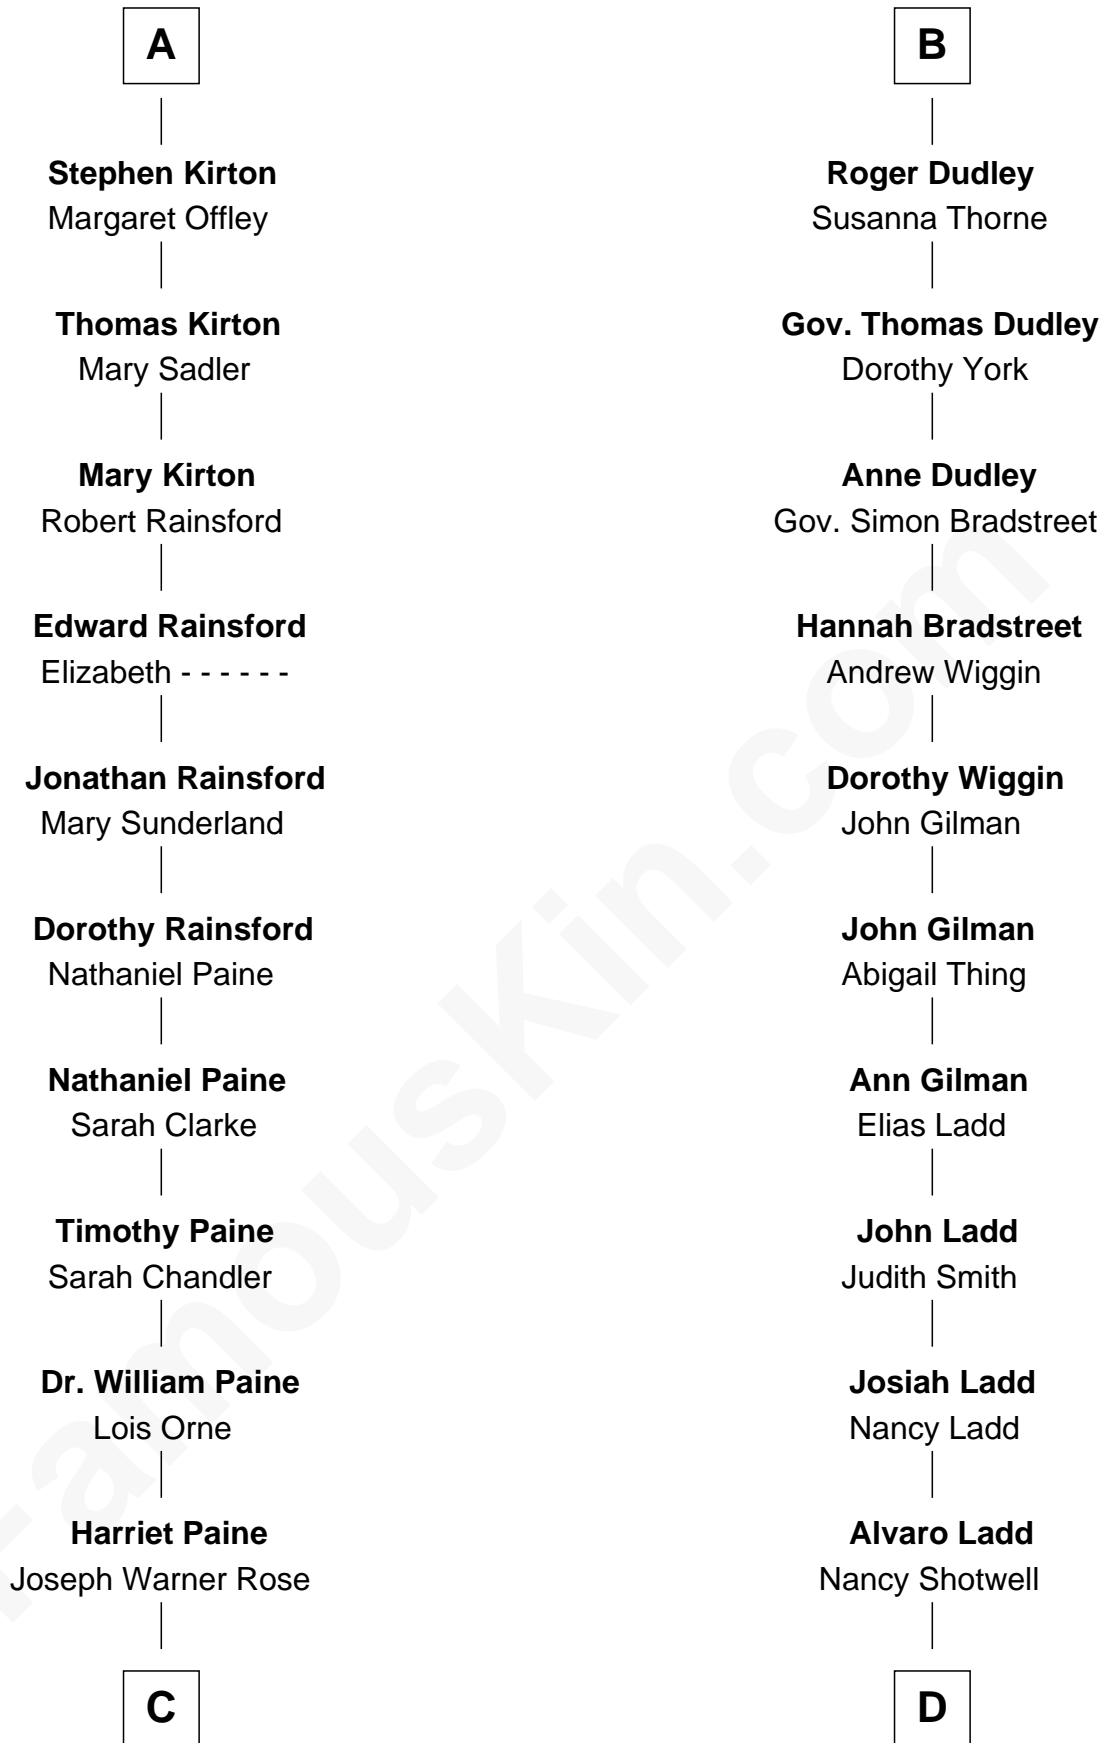 A
Stephen Kirton
Margaret Offley
Thomas Kirton
Mary Sadler
Mary Kirton
Robert Rainsford
Edward Rainsford
Elizabeth - - - - - -
Jonathan Rainsford
Mary Sunderland
Dorothy Rainsford
Nathaniel Paine
Nathaniel Paine
Sarah Clarke
Timothy Paine
Sarah Chandler
Dr. William Paine
Lois Orne
Harriet Paine
Joseph Warner Rose
C
B
Roger Dudley
Susanna Thorne
Gov. Thomas Dudley
Dorothy York
Anne Dudley
Gov. Simon Bradstreet
Hannah Bradstreet
Andrew Wiggin
Dorothy Wiggin
John Gilman
John Gilman
Abigail Thing
Ann Gilman
Elias Ladd
John Ladd
Judith Smith
Josiah Ladd
Nancy Ladd
Alvaro Ladd
Nancy Shotwell
D
FamousKin.com